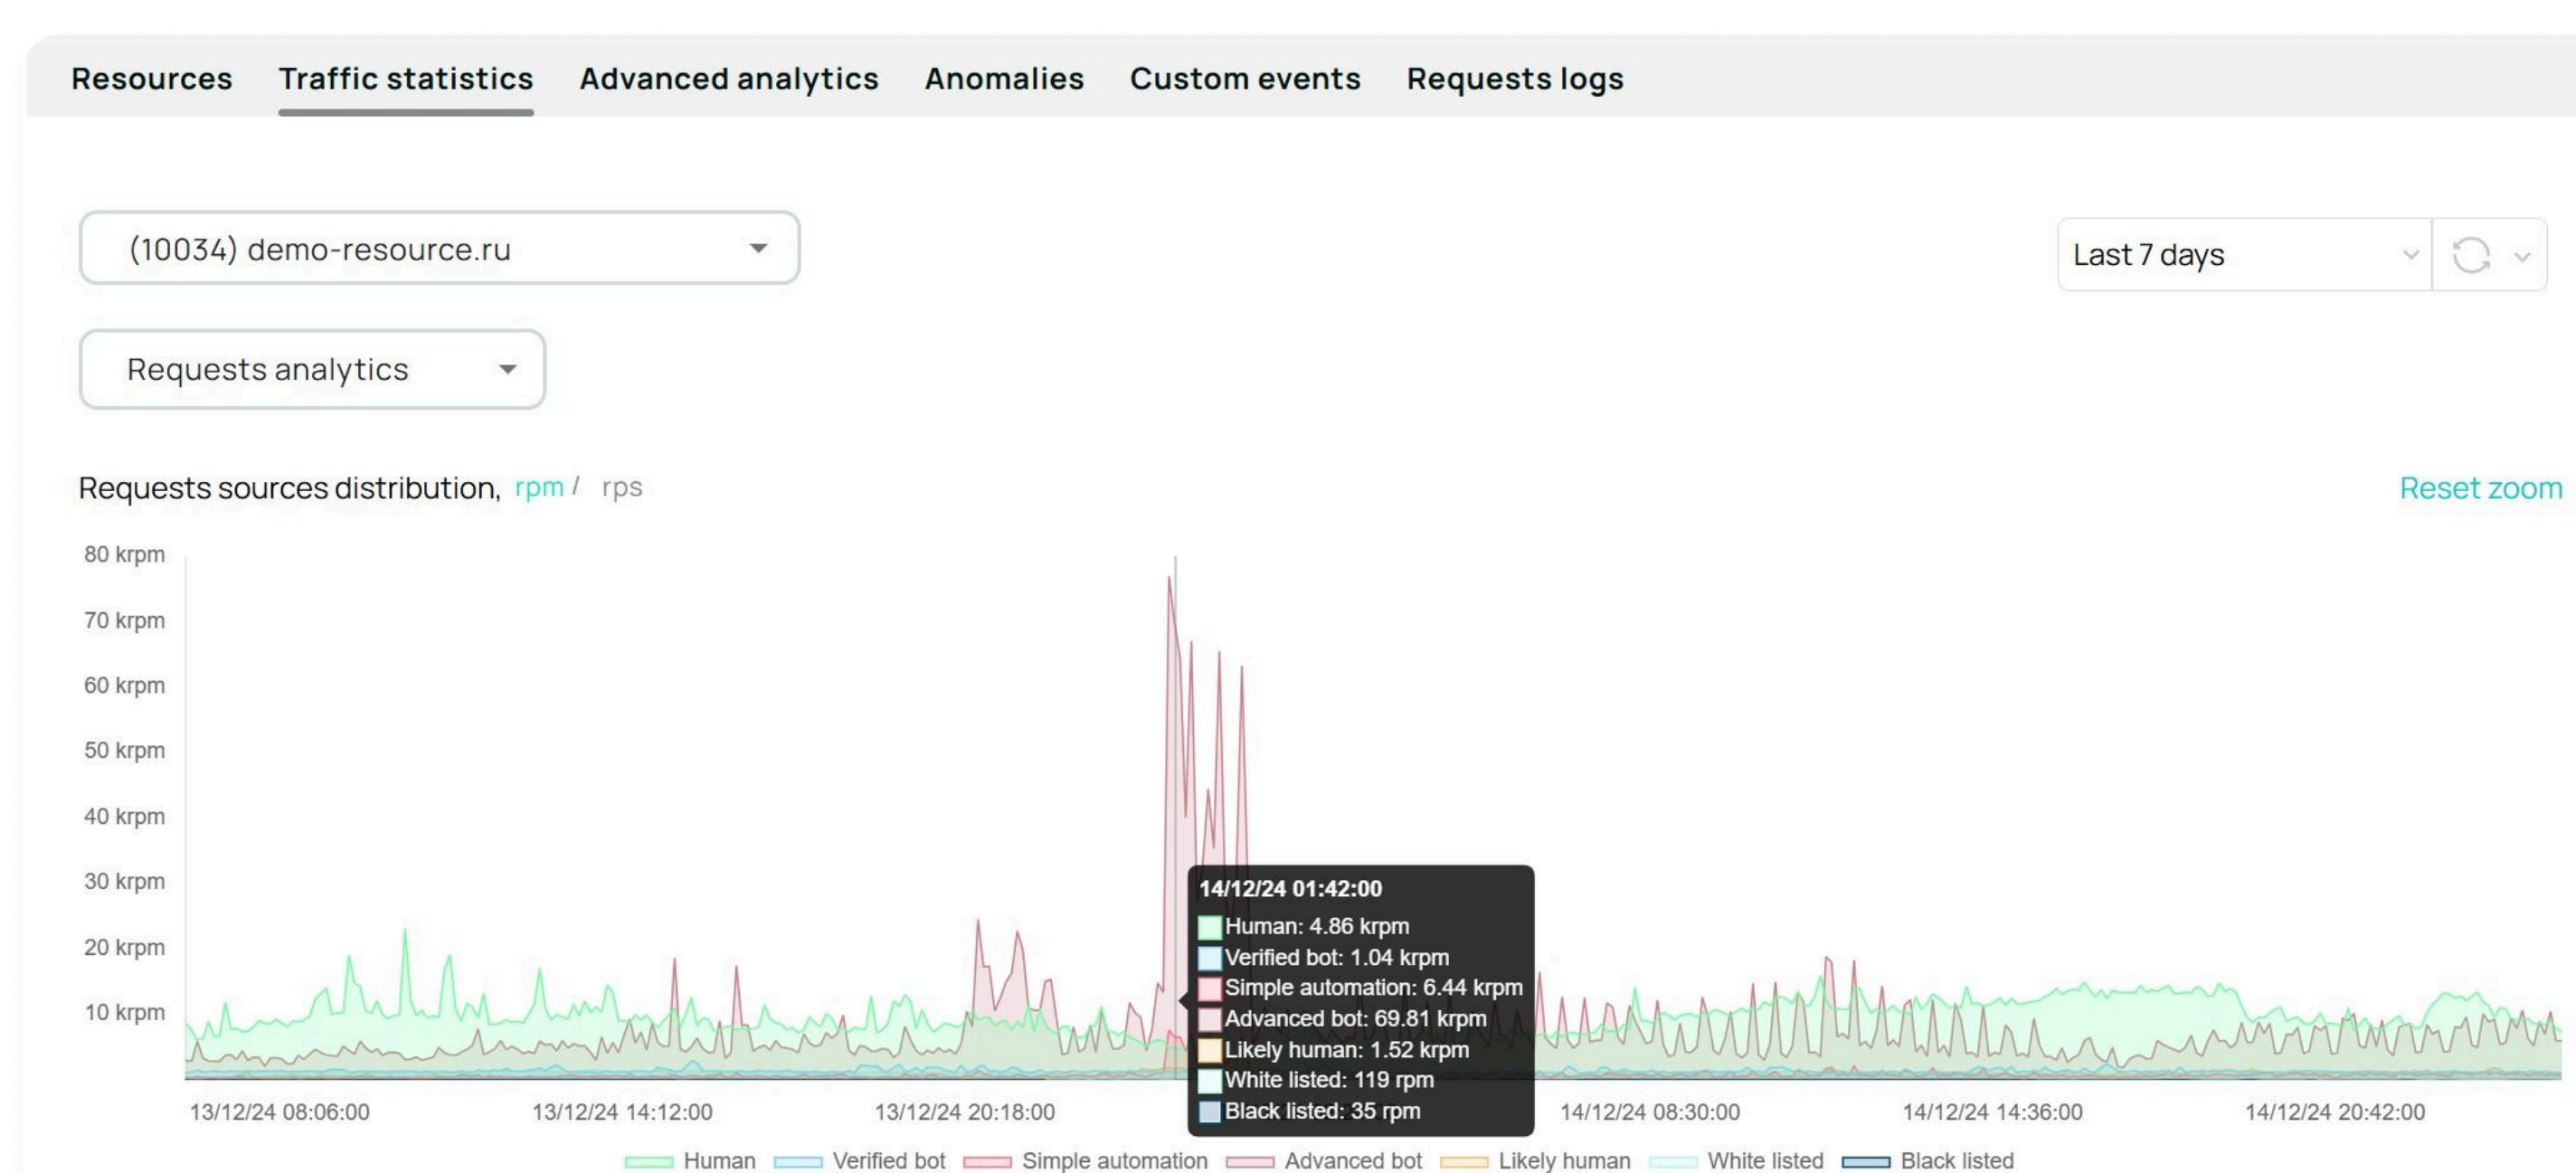 Resources Traffic statistics Advanced analytics Anomalies Custom events Requests logs
(10034) demo-resource.ru
Last 7 days
Requests analytics
Requests sources distribution, rpm / rps
Reset zoom
80 krpm
70 krpm
60 krpm
50 krpm
40 krpm
30 krpm
20 krpm
10 krpm
14/12/24 01:42:00
Human: 4.86 krpm
Verified bot: 1.04 krpm
Simple automation: 6.44 krpm
Advanced bot: 69.81 krpm
Likely human: 1.52 krpm
White listed: 119 rpm
Black listed: 35 rpm
13/12/24 08:06:00 13/12/24 14:12:00 13/12/24 20:18:00 14/12/24 08:30:00 14/12/24 14:36:00 14/12/24 20:42:00
Human Verified bot Simple automation Advanced bot Likely human White listed Black listed